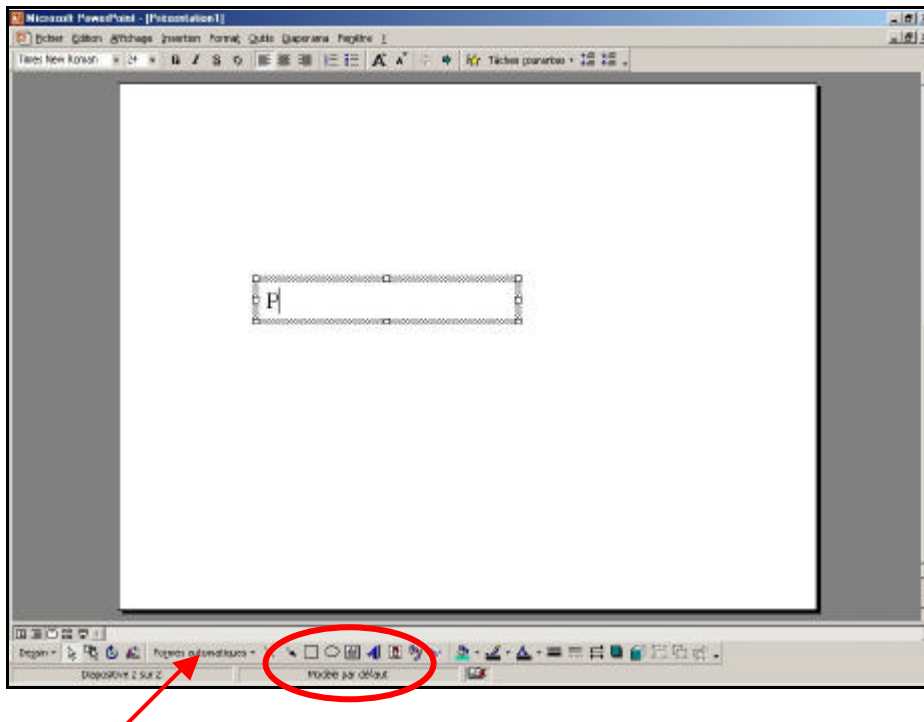 Microsoft PowerPoint - [Présentation1]
Fichier Edition Affichage Insertion Format Outils Diaporama Fenêtre ?
Times New Roman 24 G I S Tâches courantes
P
Dessin Formes automatiques
Diapositive 2 sur 2 Modèle par défaut